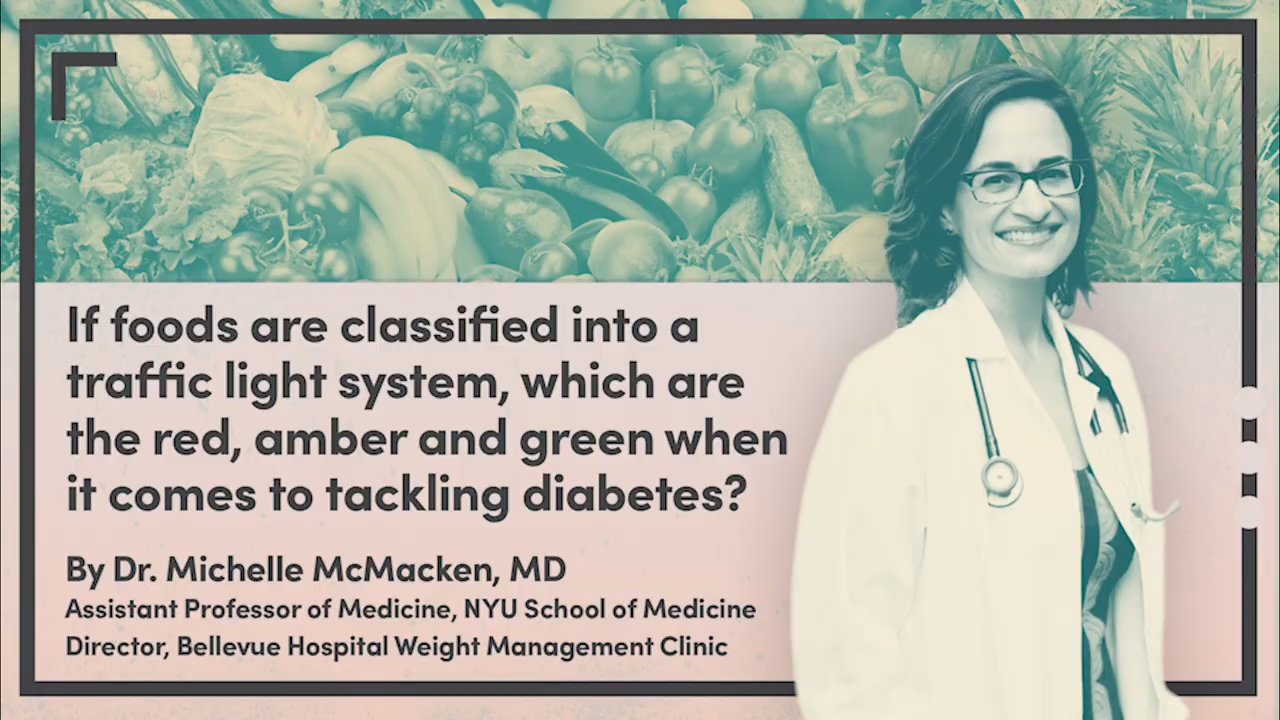 If foods are classified into a
traffic light system, which are
the red, amber and green when
it comes to tackling diabetes?
By Dr. Michelle McMacken, MD
Assistant Professor of Medicine, NYU School of Medicine
Director, Bellevue Hospital Weight Management Clinic